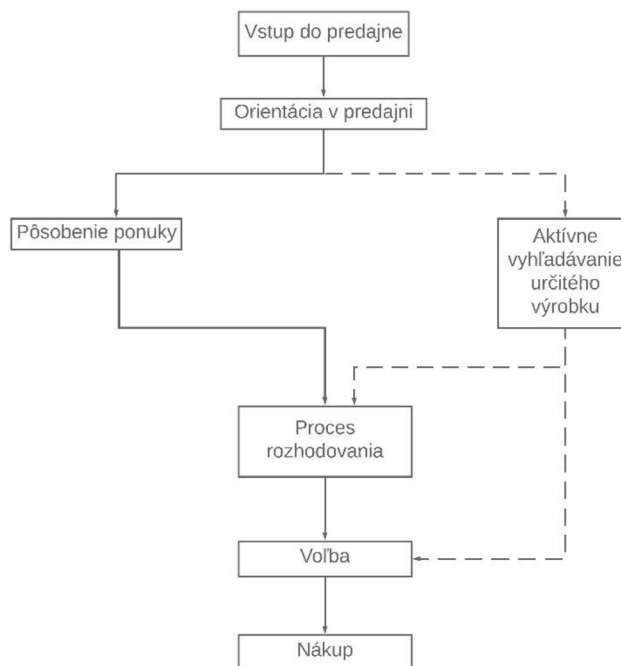 Vstup do predajne
Orientácia v predajni
Pôsobenie ponuky
Aktívne
vyhľadávanie
určitého
výrobku
Proces
rozhodovania
Voľba
Nákup